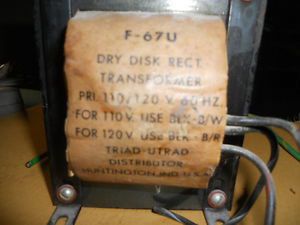 F-67U
DRY DISK RECT.
TRANSFORMER
PRI. 110/120 V. 60 HZ.
FOR 110V. USE BLK-B/W
FOR 120V. USE BLK-B/R
TRIAD-UTRAD
DISTRIBUTOR
HUNTINGTON, IND. U.S.A.